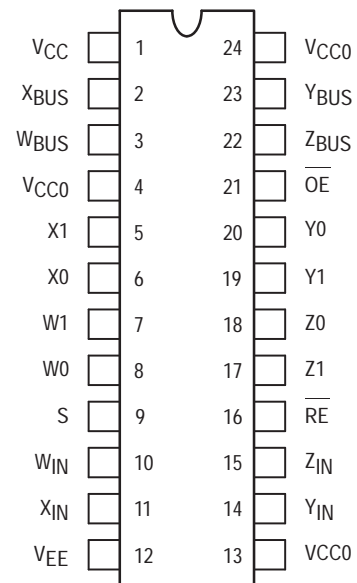 VCC 1 24 VCC0
XBUS 2 23 YBUS
WBUS 3 22 ZBUS
VCC0 4 21 OE
X1 5 20 Y0
X0 6 19 Y1
W1 7 18 Z0
W0 8 17 Z1
S 9 16 RE
WIN 10 15 ZIN
XIN 11 14 YIN
VEE 12 13 VCC0